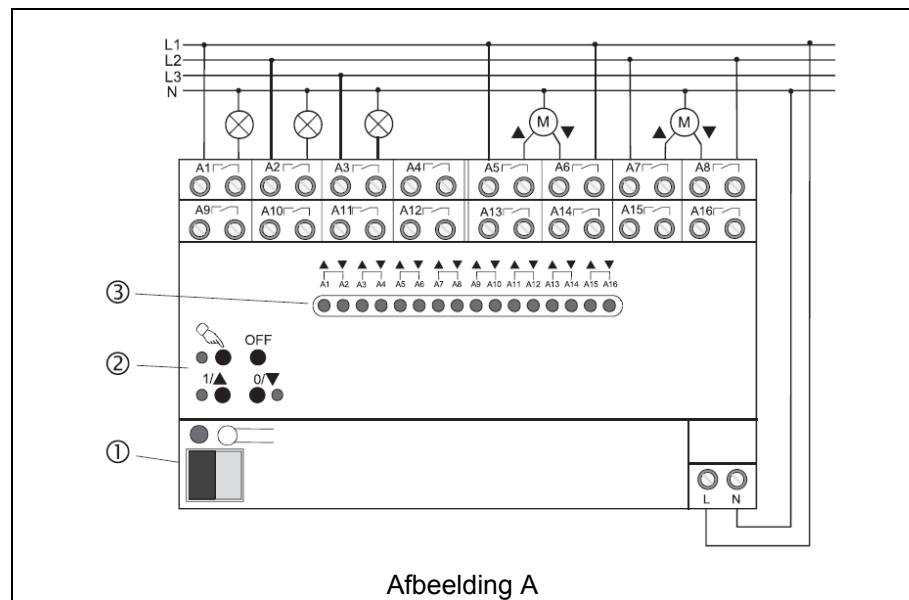 L1
L2
L3
N
M M
▲ ▼ ▲ ▼
A1 A2 A3 A4 A5 A6 A7 A8
A9 A10 A11 A12 A13 A14 A15 A16
▲ ▼ ▲ ▼ ▲ ▼ ▲ ▼ ▲ ▼ ▲ ▼ ▲ ▼ ▲ ▼
A1 A2 A3 A4 A5 A6 A7 A8 A9 A10 A11 A12 A13 A14 A15 A16
③
OFF
②
1/▲ 0/▼
①
L N
Afbeelding A